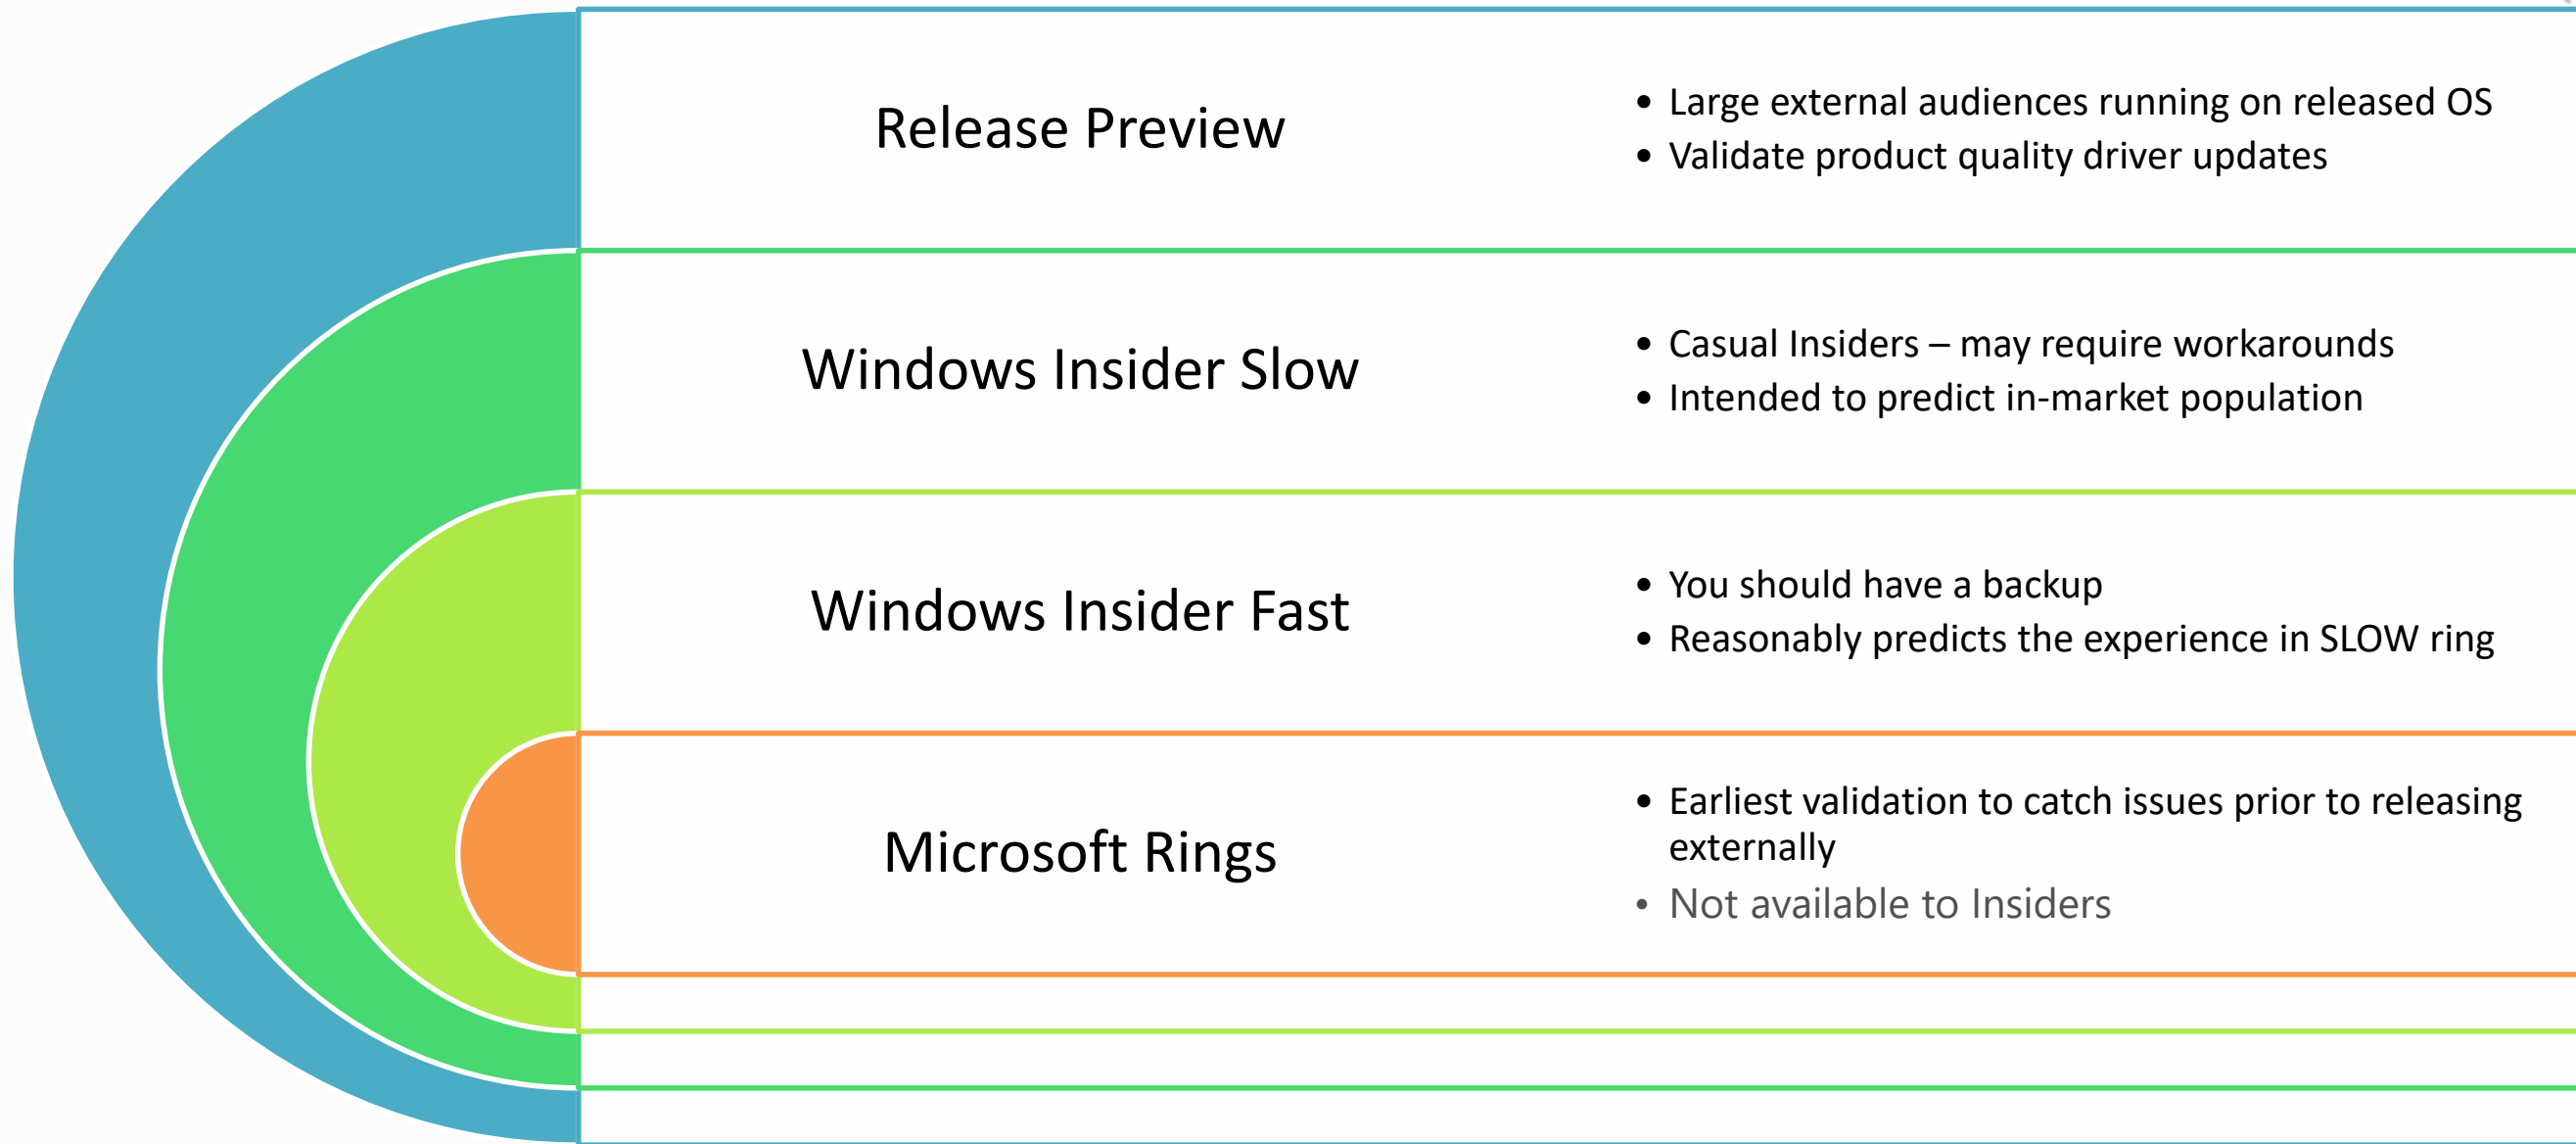 Release Preview
• Large external audiences running on released OS
• Validate product quality driver updates
Windows Insider Slow
• Casual Insiders – may require workarounds
• Intended to predict in-market population
Windows Insider Fast
• You should have a backup
• Reasonably predicts the experience in SLOW ring
Microsoft Rings
• Earliest validation to catch issues prior to releasing
externally
• Not available to Insiders